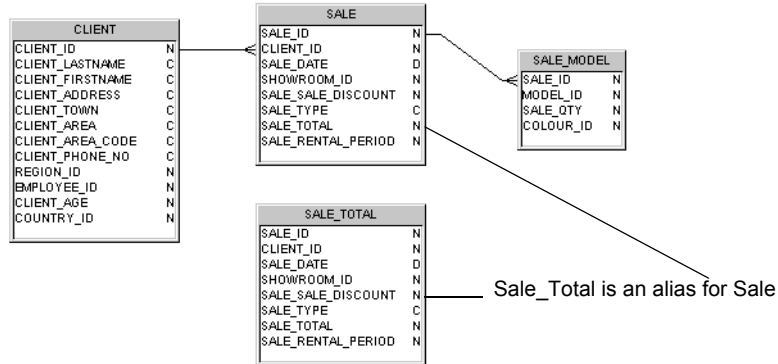 CLIENT
CLIENT_ID N
CLIENT_LASTNAME C
CLIENT_FIRSTNAME C
CLIENT_ADDRESS C
CLIENT_TOWN C
CLIENT_AREA C
CLIENT_AREA_CODE C
CLIENT_PHONE_NO C
REGION_ID N
EMPLOYEE_ID N
CLIENT_AGE N
COUNTRY_ID N
SALE
SALE_ID N
CLIENT_ID N
SALE_DATE D
SHOWROOM_ID N
SALE_SALE_DISCOUNT N
SALE_TYPE C
SALE_TOTAL N
SALE_RENTAL_PERIOD N
SALE_MODEL
SALE_ID N
MODEL_ID N
SALE_QTY N
COLOUR_ID N
SALE_TOTAL
SALE_ID N
CLIENT_ID N
SALE_DATE D
SHOWROOM_ID N
SALE_SALE_DISCOUNT N
SALE_TYPE C
SALE_TOTAL N
SALE_RENTAL_PERIOD N
Sale_Total is an alias for Sale